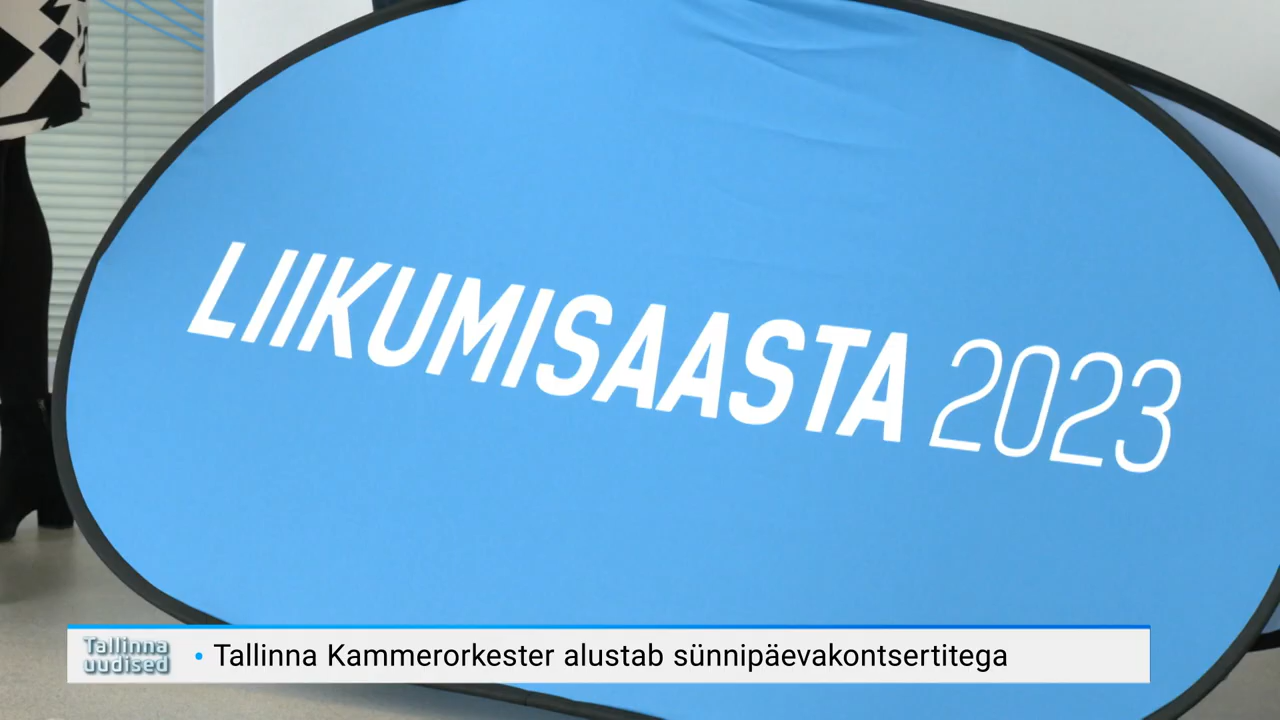 LIIKUMISAASTA 2023
Tallinna
uudised
• Tallinna Kammerorkester alustab sünnipäevakontsertitega